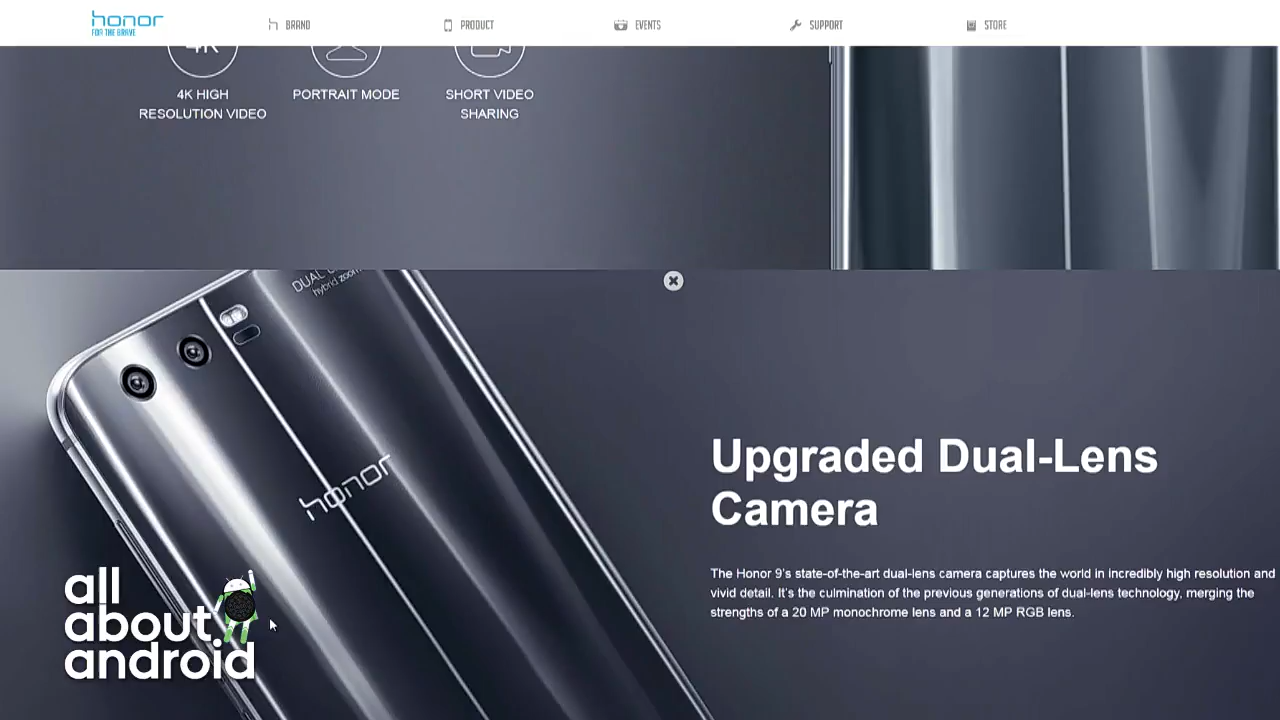 honor
FOR THE BRAVE
BRAND
PRODUCT
EVENTS
SUPPORT
STORE
4K
4K HIGH
RESOLUTION VIDEO
PORTRAIT MODE
SHORT VIDEO
SHARING
DUAL
hybrid zoom
honor
Upgraded Dual-Lens
Camera
The Honor 9's state-of-the-art dual-lens camera captures the world in incredibly high resolution and
vivid detail. It's the culmination of the previous generations of dual-lens technology, merging the
strengths of a 20 MP monochrome lens and a 12 MP RGB lens.
all
about
android